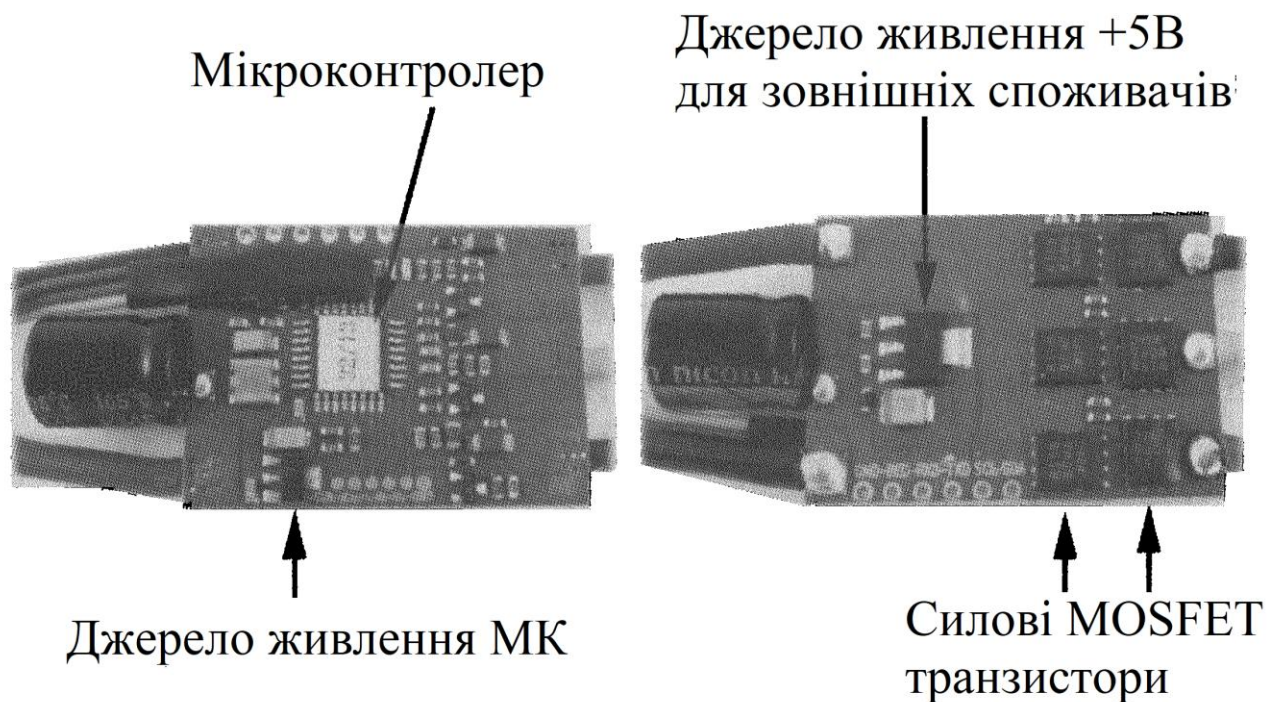 Мікроконтролер
Джерело живлення +5В
для зовнішніх споживачів
Джерело живлення МК
Силові MOSFET
транзистори